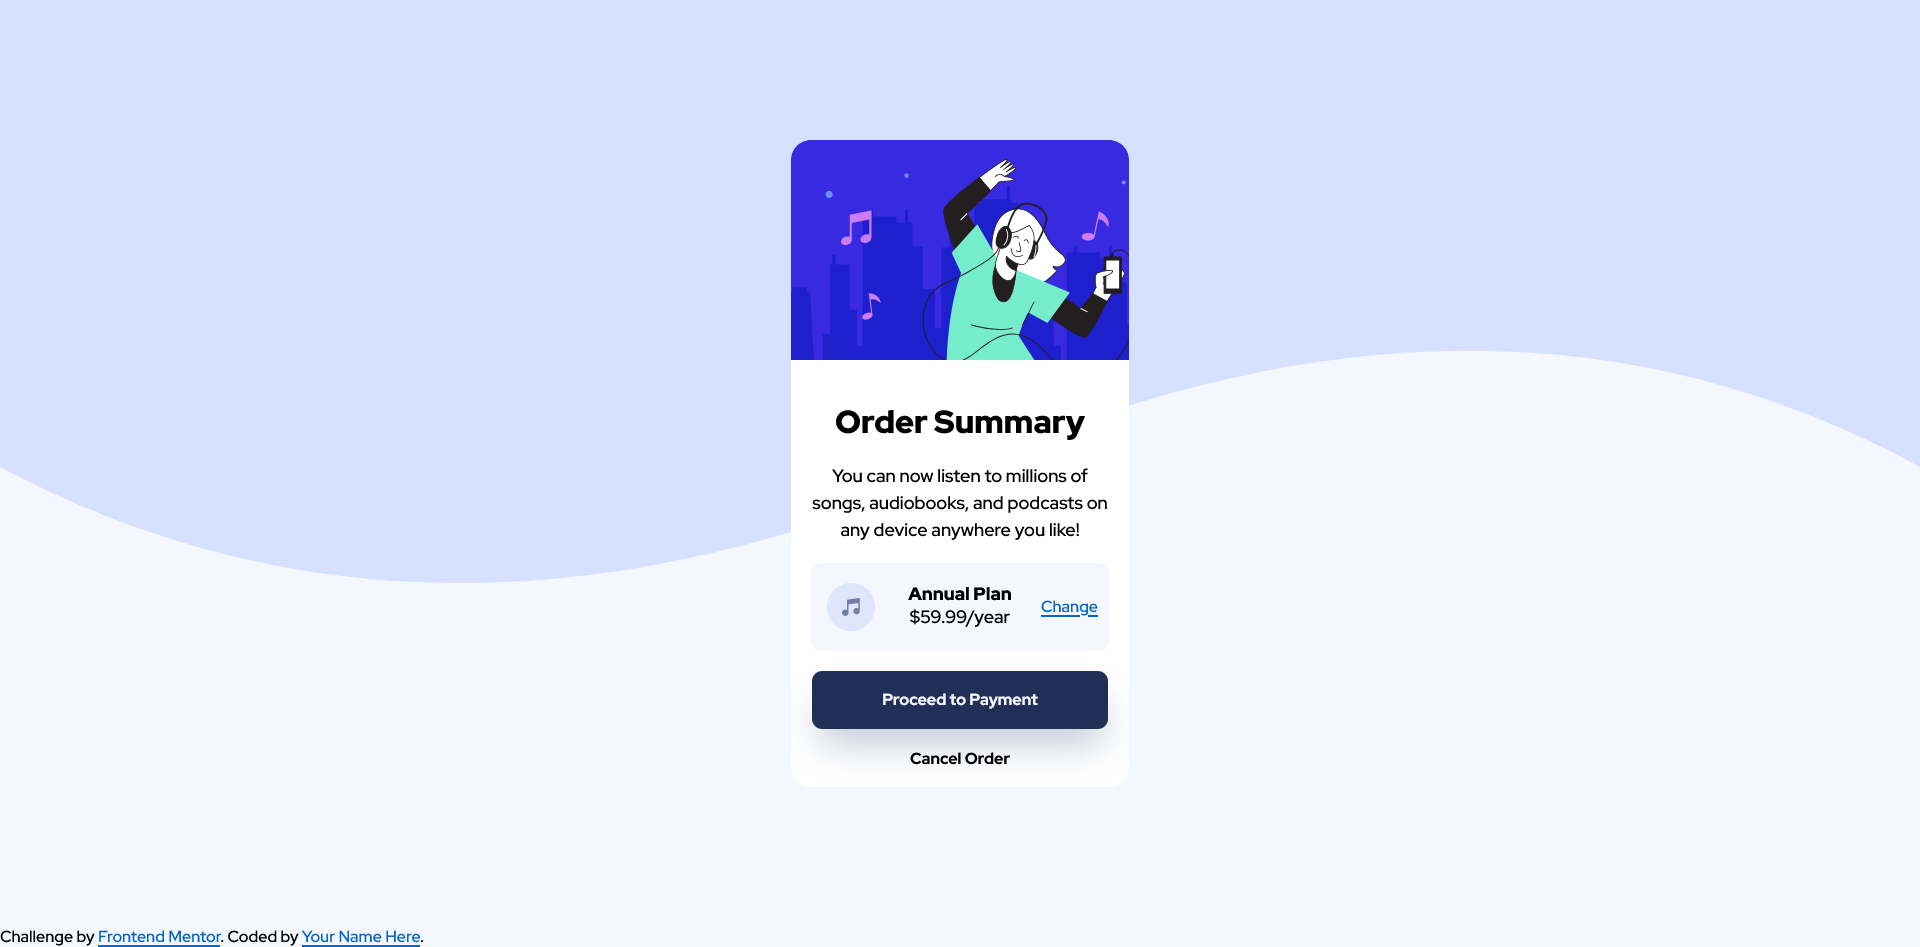 Order Summary
You can now listen to millions of
songs, audiobooks, and podcasts on
any device anywhere you like!
Annual Plan
$59.99/year
Change
Proceed to Payment
Cancel Order
Challenge by Frontend Mentor. Coded by Your Name Here.